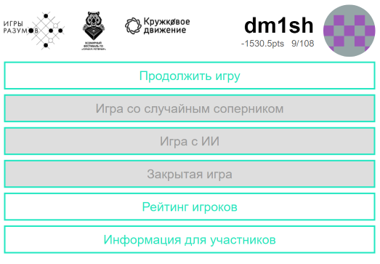 ИГРЫ
РАЗУМОВ
Кружковое
движение
dm1sh
-1530.5pts 9/108
Продолжить игру
Игра со случайным соперником
Игра с ИИ
Закрытая игра
Рейтинг игроков
Информация для участников